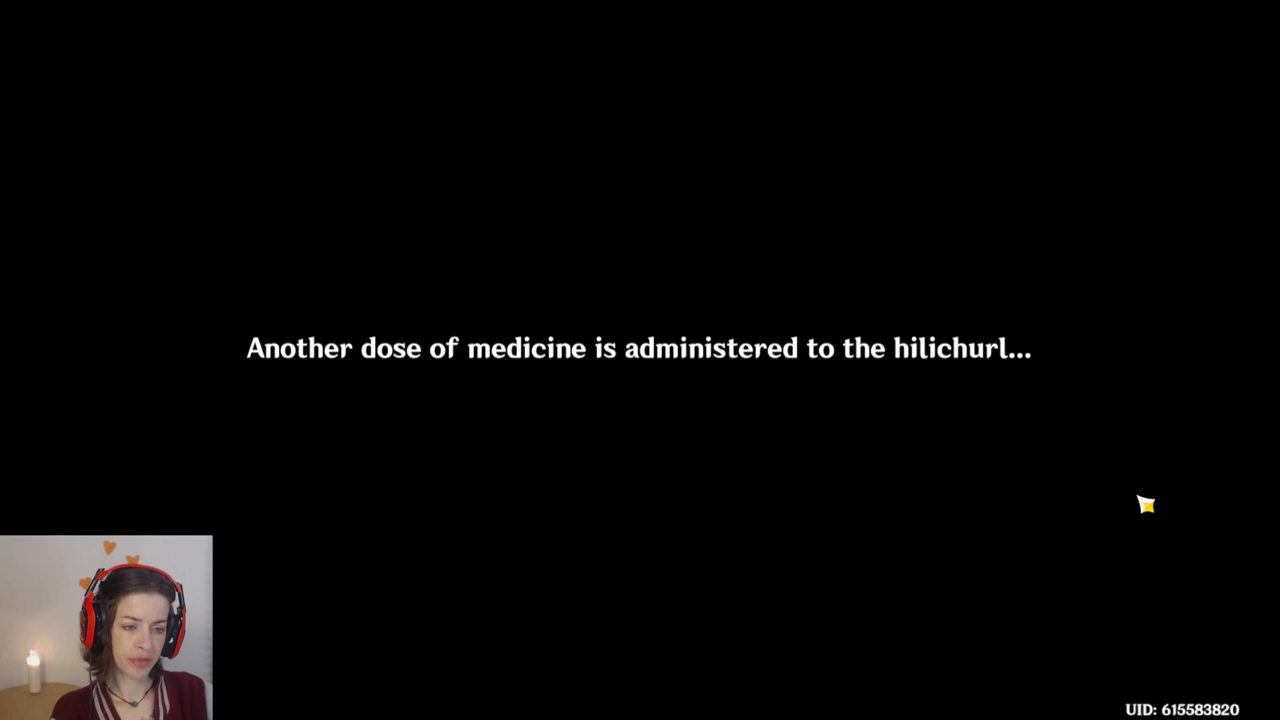 Another dose of medicine is administered to the hilichurl...
UID: 615583820